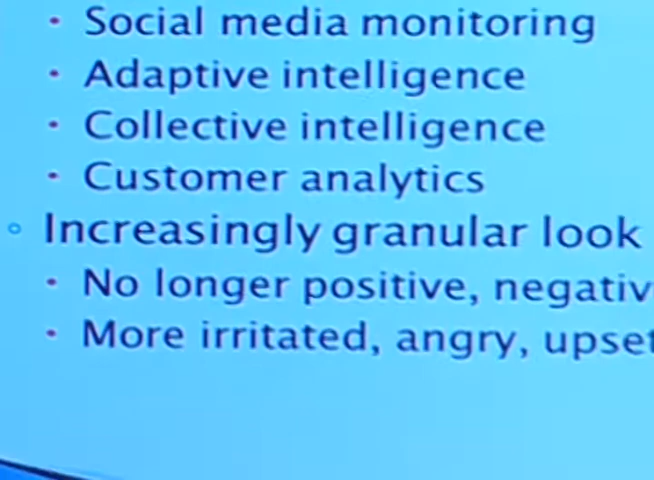 • Social media monitoring
• Adaptive intelligence
• Collective intelligence
• Customer analytics
◦ Increasingly granular look
• No longer positive, negativ
• More irritated, angry, upset